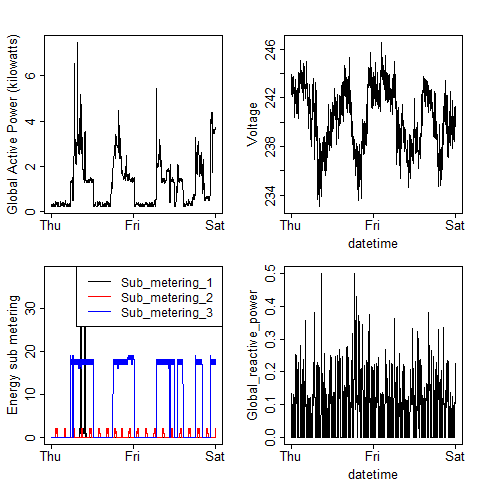 Global Active Power (kilowatts)
0 2 4 6
Thu Fri Sat
Voltage
234 238 242 246
Thu Fri Sat
datetime
Energy sub metering
0 10 20 30
Sub_metering_1
Sub_metering_2
Sub_metering_3
Thu Fri Sat
Global_reactive_power
0.0 0.1 0.2 0.3 0.4 0.5
Thu Fri Sat
datetime